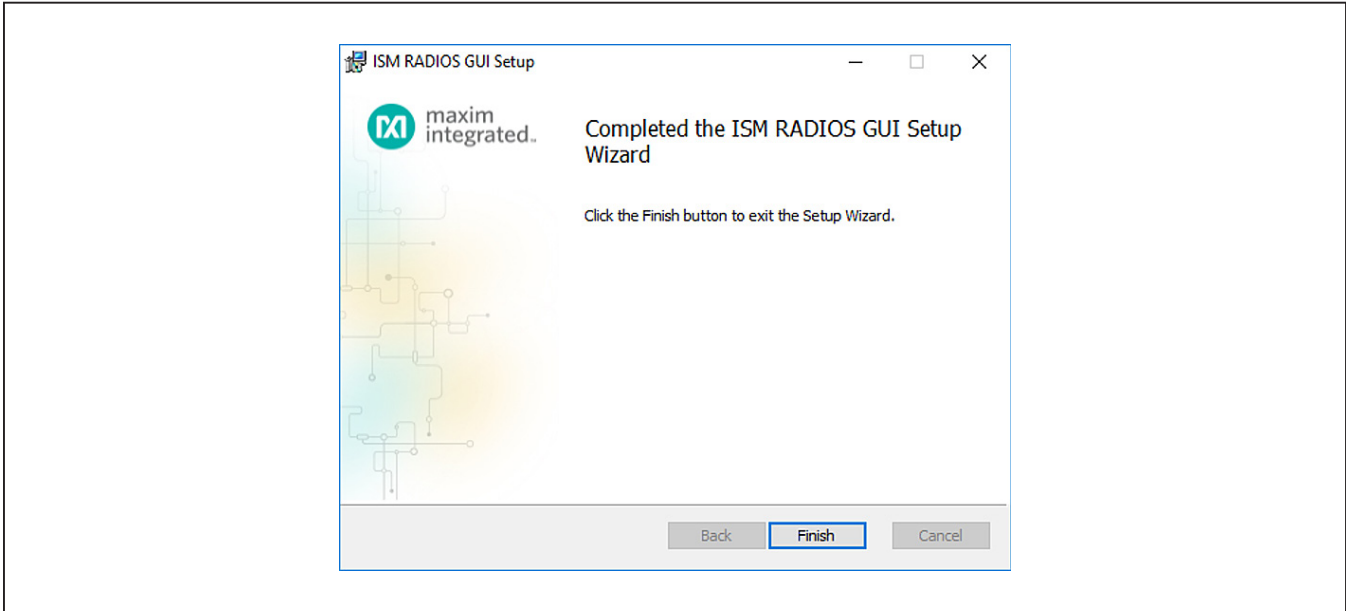 ISM RADIOS GUI Setup
maxim
integrated™
Completed the ISM RADIOS GUI Setup
Wizard
Click the Finish button to exit the Setup Wizard.
Back Finish Cancel